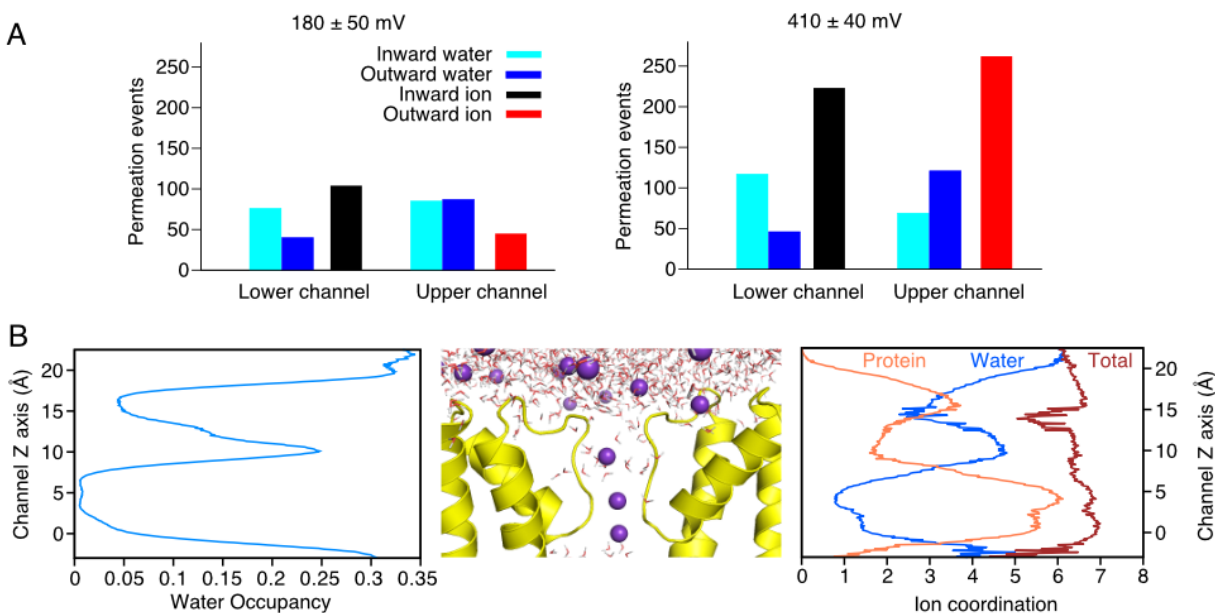 A
180 ± 50 mV
410 ± 40 mV
Permeation events
250
200
150
100
50
0
Inward water
Outward water
Inward ion
Outward ion
Lower channel
Upper channel
Permeation events
250
200
150
100
50
0
Lower channel
Upper channel
B
Channel Z axis (Å)
20
15
10
5
0
0
0.05
0.1
0.15
0.2
0.25
0.3
0.35
Water Occupancy
Protein
Water
Total
20
15
10
5
0
Channel Z axis (Å)
0
1
2
3
4
5
6
7
8
Ion coordination